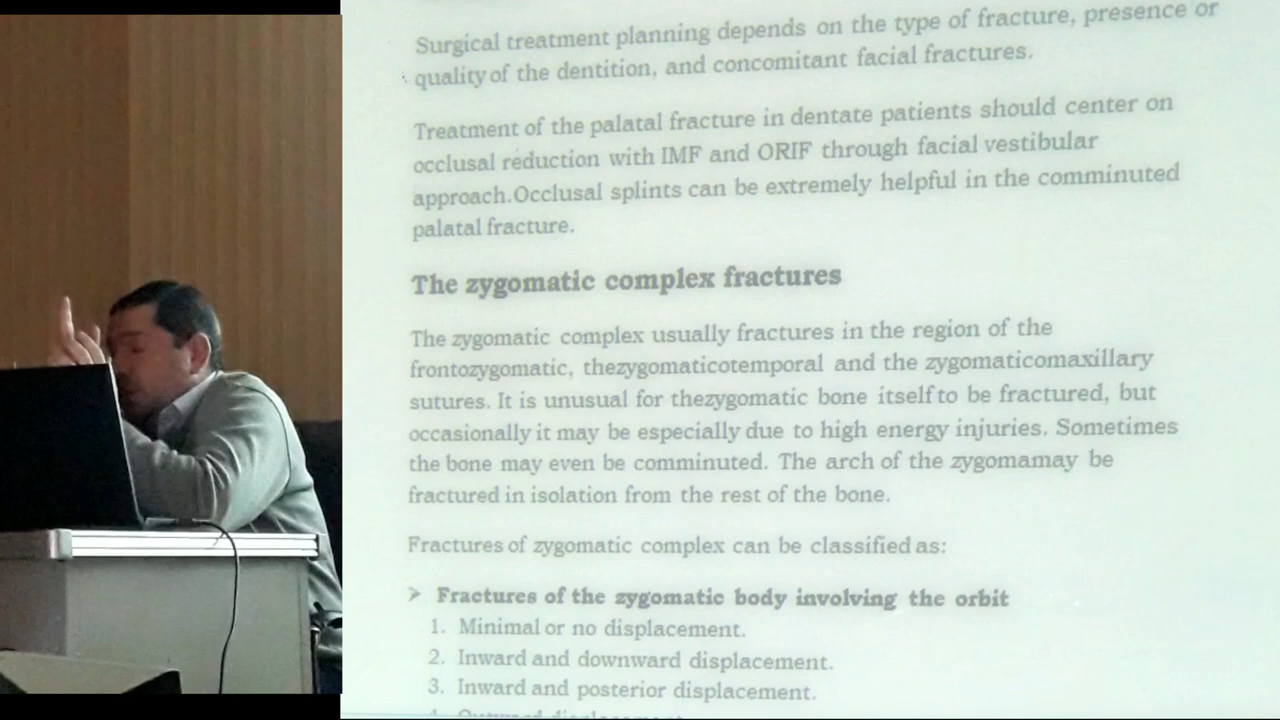 Surgical treatment planning depends on the type of fracture, presence or
quality of the dentition, and concomitant facial fractures.
Treatment of the palatal fracture in dentate patients should center on
occlusal reduction with IMF and ORIF through facial vestibular
approach.Occlusal splints can be extremely helpful in the comminuted
palatal fracture.
The zygomatic complex fractures
The zygomatic complex usually fractures in the region of the
frontozygomatic, thezygomaticotemporal and the zygomaticomaxillary
sutures. It is unusual for thezygomatic bone itself to be fractured, but
occasionally it may be especially due to high energy injuries. Sometimes
the bone may even be comminuted. The arch of the zygomamay be
fractured in isolation from the rest of the bone.
Fractures of zygomatic complex can be classified as:
➤ Fractures of the zygomatic body involving the orbit
1. Minimal or no displacement.
2. Inward and downward displacement.
3. Inward and posterior displacement.